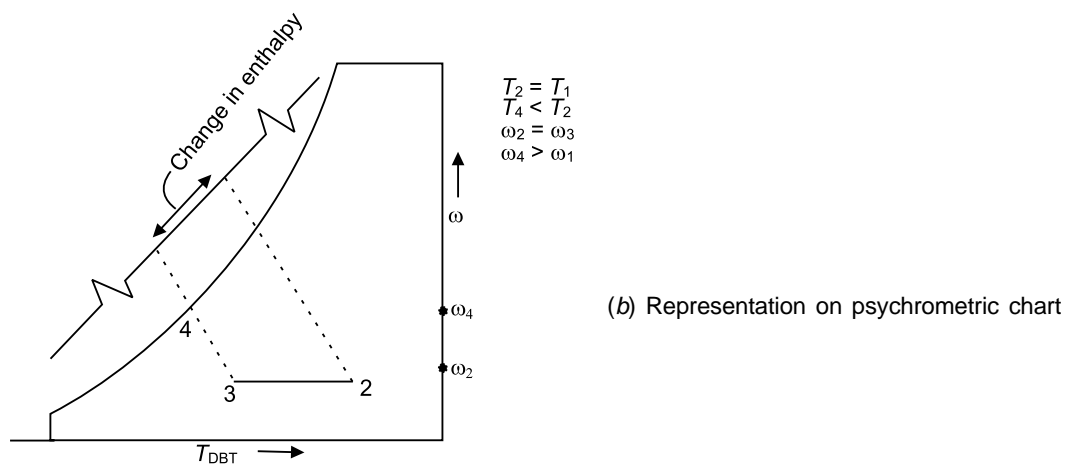 Change in enthalpy
T₂ = T₁
T₄ < T₂
ω₂ = ω₃
ω₄ > ω₁
ω
ω₄
(b) Representation on psychrometric chart
4
ω₂
3
2
T_DBT